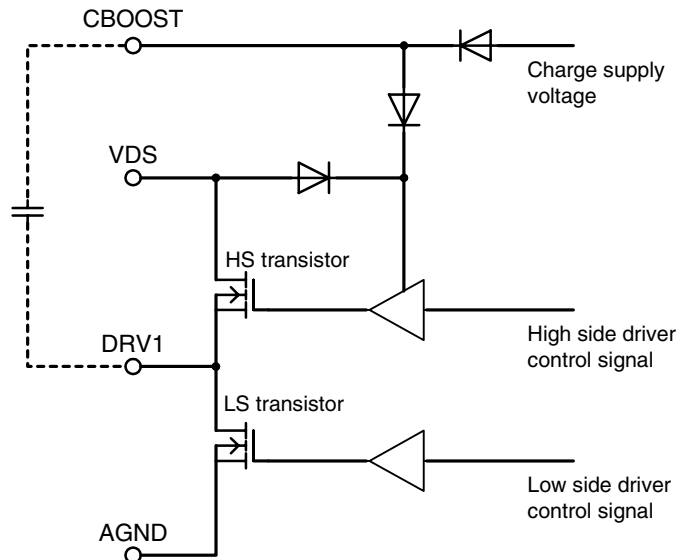 CBOOST
Charge supply
voltage
VDS
HS transistor
High side driver
control signal
DRV1
LS transistor
Low side driver
control signal
AGND